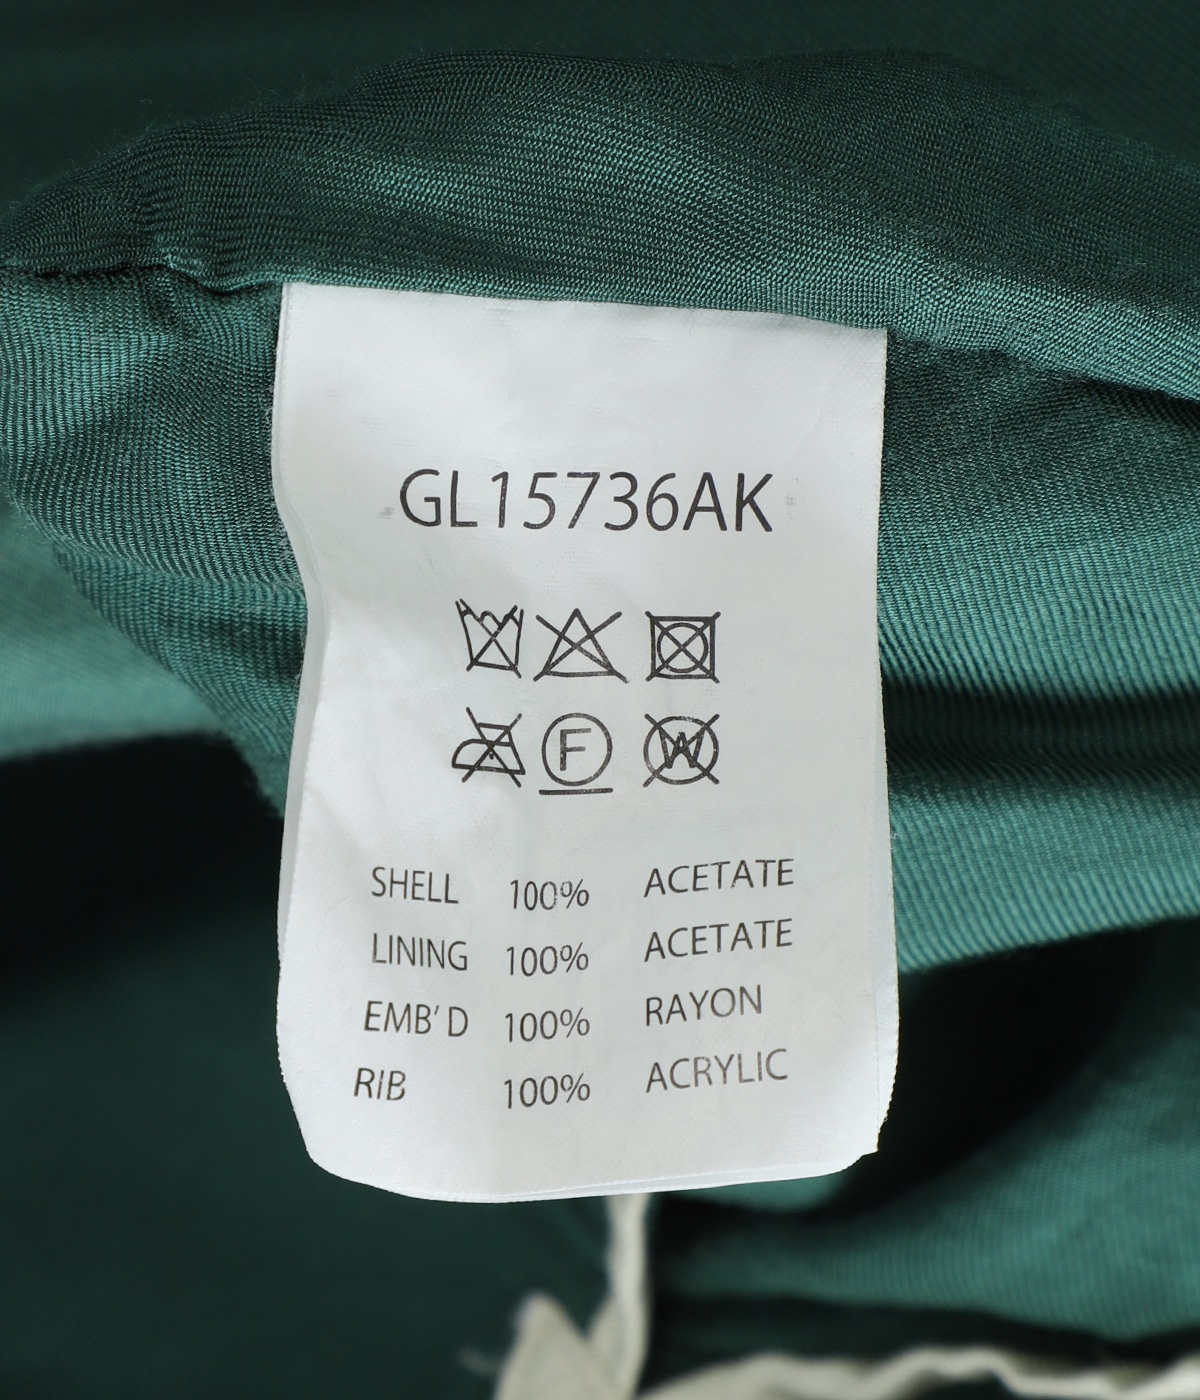 GL15736AK
F W
SHELL 100% ACETATE
LINING 100% ACETATE
EMB'D 100% RAYON
RIB 100% ACRYLIC